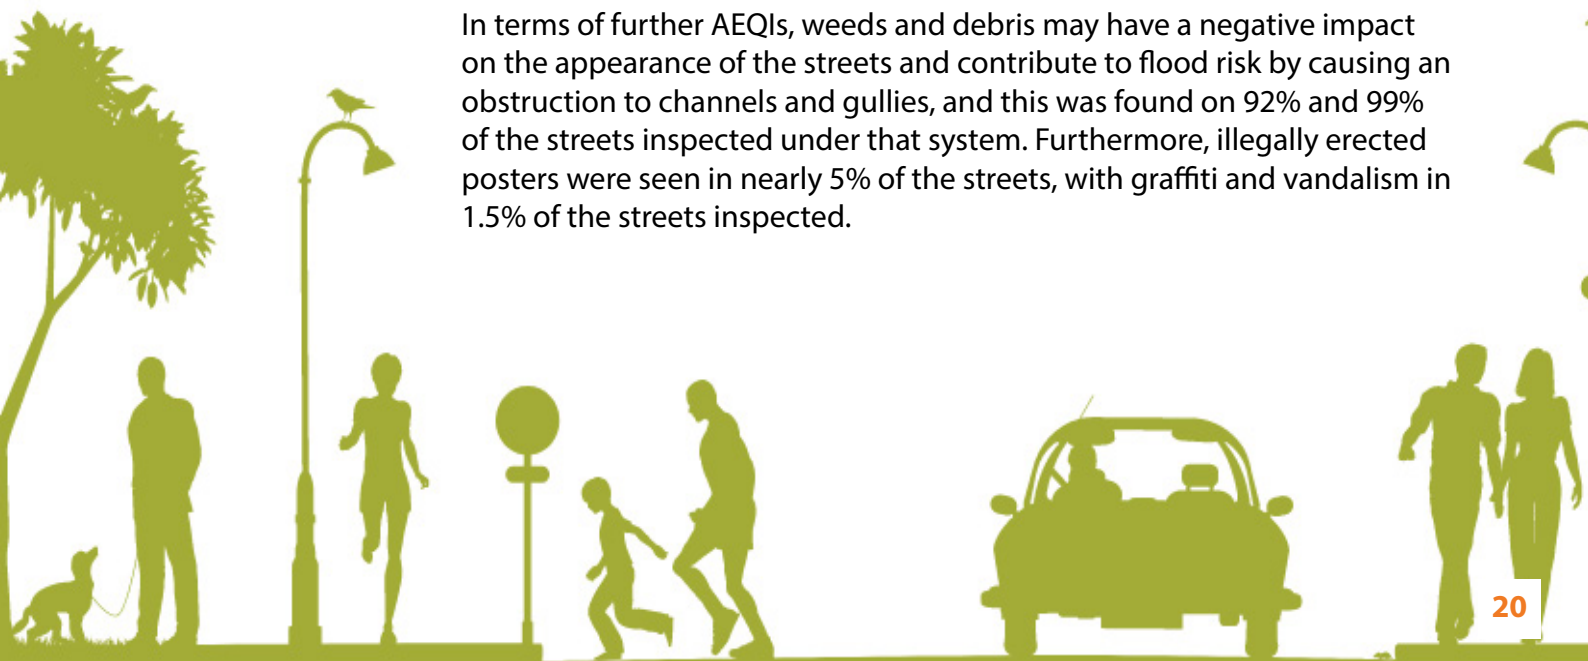 In terms of further AEQIs, weeds and debris may have a negative impact
on the appearance of the streets and contribute to flood risk by causing an
obstruction to channels and gullies, and this was found on 92% and 99%
of the streets inspected under that system. Furthermore, illegally erected
posters were seen in nearly 5% of the streets, with graffiti and vandalism in
1.5% of the streets inspected.
20